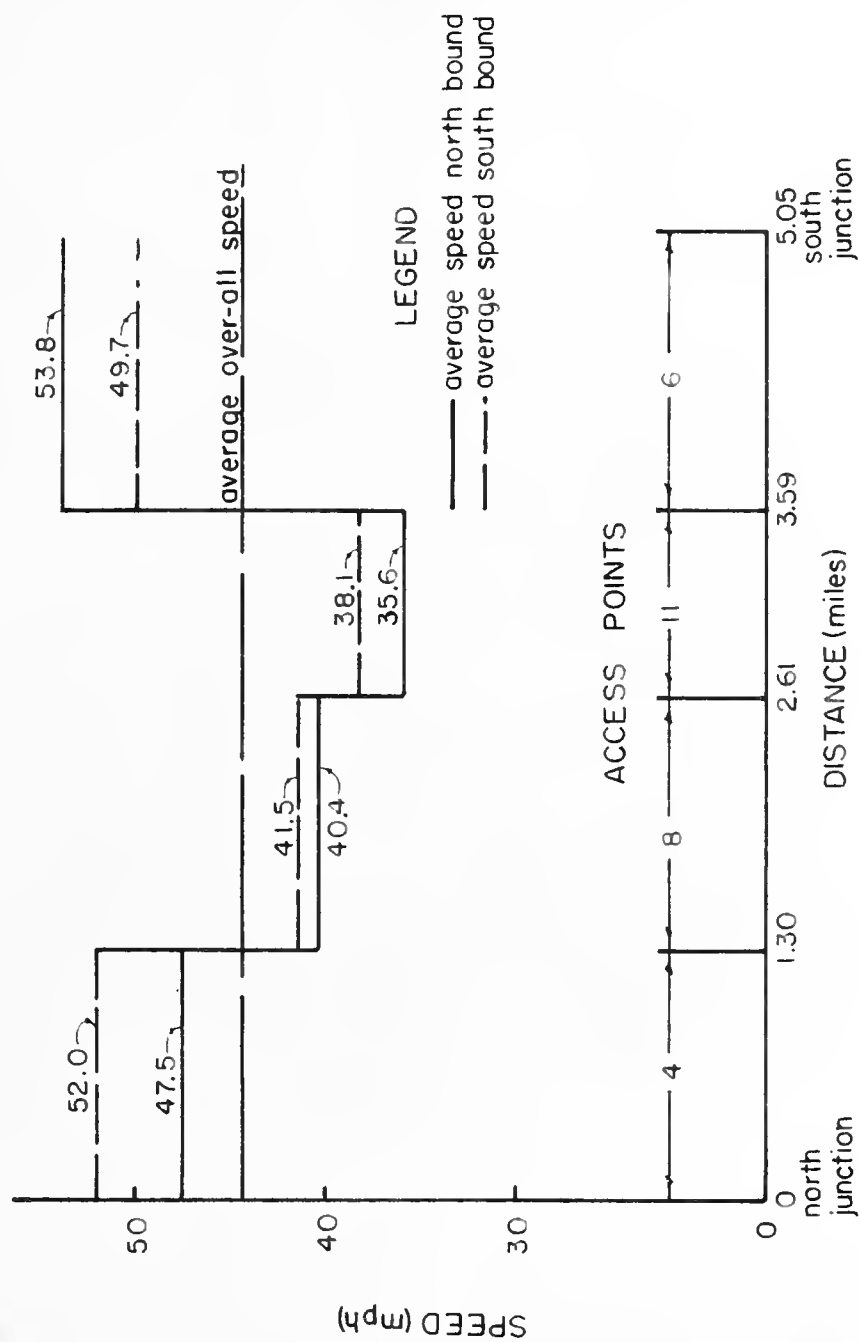 SPEED (mph)
50
40
30
0
52.0
47.5
41.5
40.4
38.1
35.6
53.8
49.7
average over-all speed
LEGEND
average speed north bound
average speed south bound
ACCESS POINTS
4
8
11
6
0
1.30
2.61
3.59
5.05
north
junction
south
junction
DISTANCE (miles)